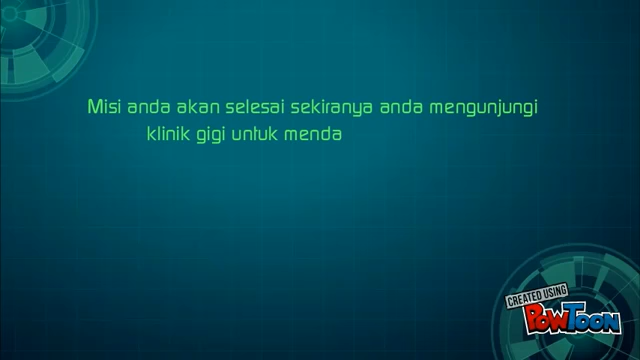 Misi anda akan selesai sekiranya anda mengunjungi
klinik gigi untuk menda
CREATED USING
POWTOON